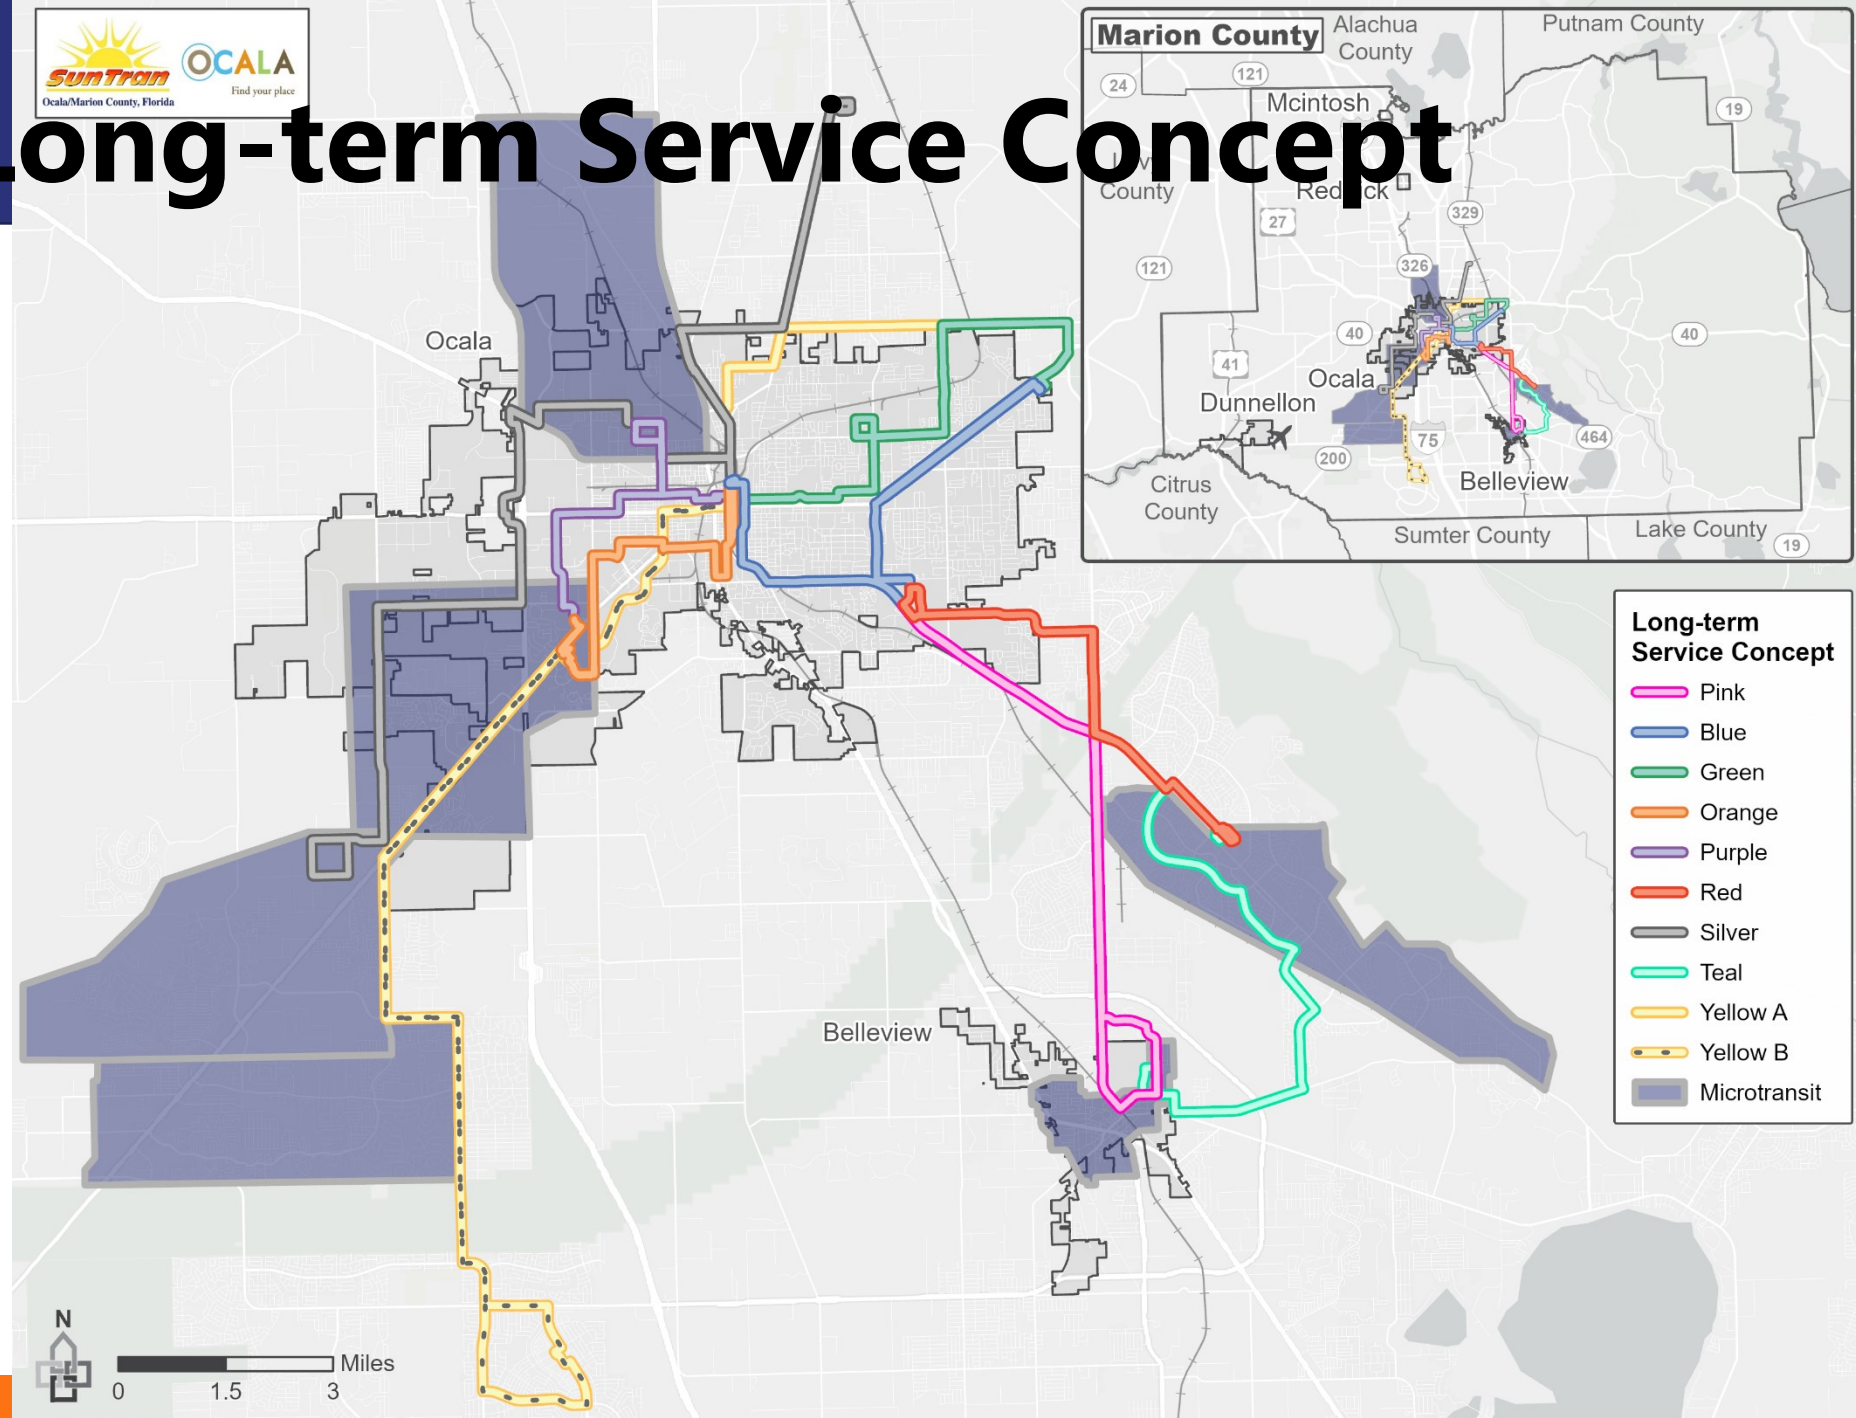 SunTran
Ocala/Marion County, Florida
OCALA
Find your place
Long-term Service Concept
Marion County
Alachua
County
Putnam County
24
121
19
Mcintosh
County
27
329
121
326
40
40
41
Ocala
Dunnellon
75
464
200
Belleview
Citrus
County
Sumter County
Lake County
19
Ocala
Belleview
Long-term
Service Concept
Pink
Blue
Green
Orange
Purple
Red
Silver
Teal
Yellow A
Yellow B
Microtransit
N
Miles
0
1.5
3